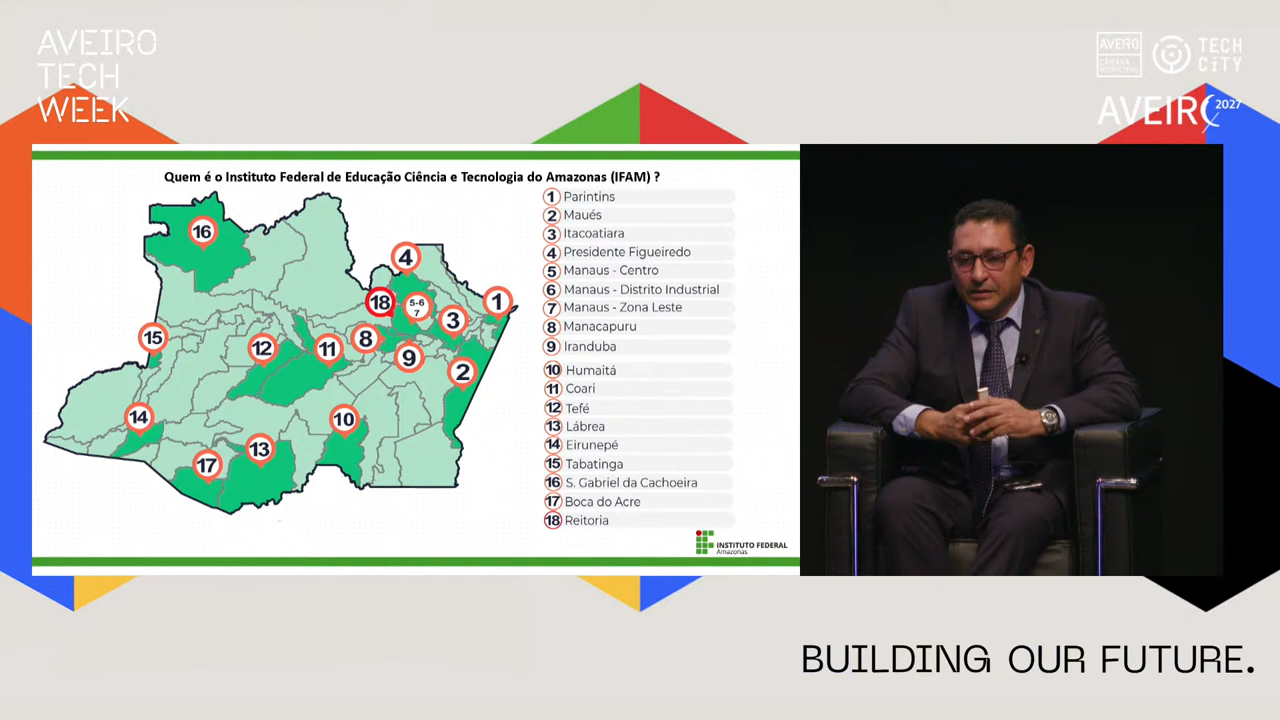 AVEIRO
TECH
WEEK
AVEIRO
CÂMARA
MUNICIPAL
TECH
CiTY
AVEIRO 2027
Quem é o Instituto Federal de Educação Ciência e Tecnologia do Amazonas (IFAM) ?
1 Parintins
2 Maués
3 Itacoatiara
4 Presidente Figueiredo
5 Manaus - Centro
6 Manaus - Distrito Industrial
7 Manaus - Zona Leste
8 Manacapuru
9 Iranduba
10 Humaitá
11 Coari
12 Tefé
13 Lábrea
14 Eirunepé
15 Tabatinga
16 S. Gabriel da Cachoeira
17 Boca do Acre
18 Reitoria
16
4
18
5-6
7
1
3
15
12
11
8
9
2
14
10
17
13
INSTITUTO FEDERAL
Amazonas
BUILDING OUR FUTURE.